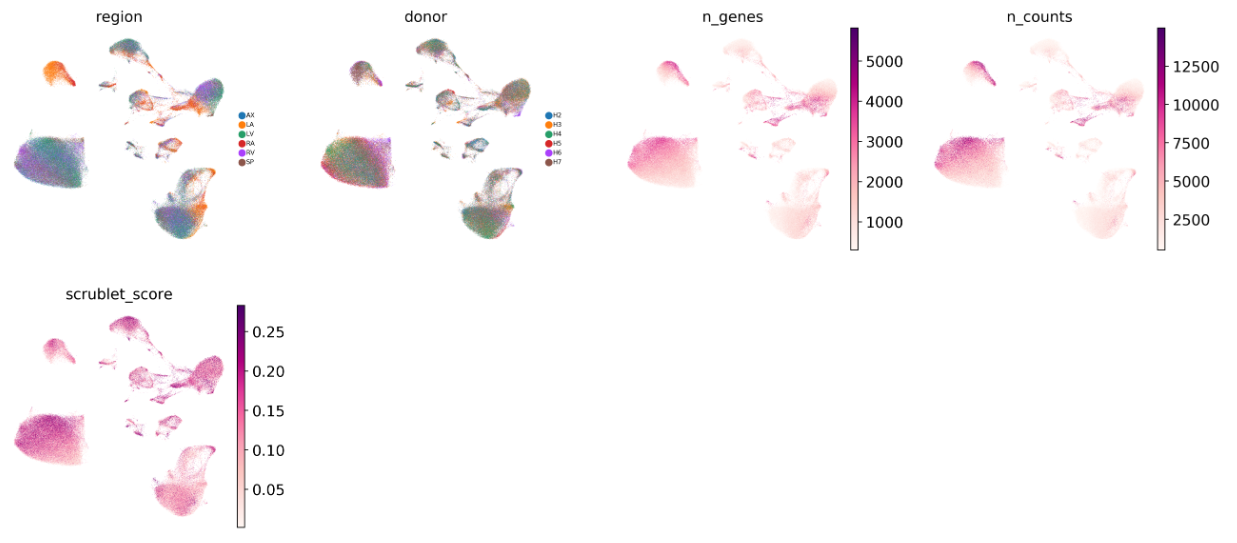 region
AX
LA
LV
RA
RV
SP
donor
H2
H3
H4
H5
H6
H7
n_genes
5000
4000
3000
2000
1000
n_counts
12500
10000
7500
5000
2500
scrublet_score
0.25
0.20
0.15
0.10
0.05